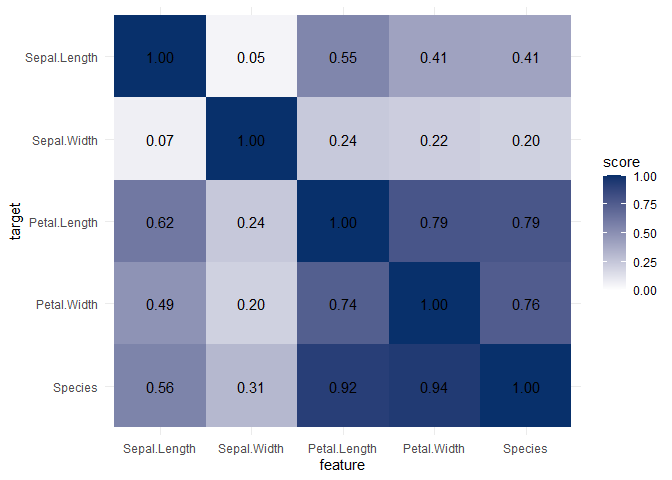 Sepal.Length 1.00 0.05 0.55 0.41 0.41
Sepal.Width 0.07 1.00 0.24 0.22 0.20
Petal.Length 0.62 0.24 1.00 0.79 0.79
Petal.Width 0.49 0.20 0.74 1.00 0.76
Species 0.56 0.31 0.92 0.94 1.00
Sepal.Length Sepal.Width Petal.Length Petal.Width Species
feature
target
score
1.00
0.75
0.50
0.25
0.00